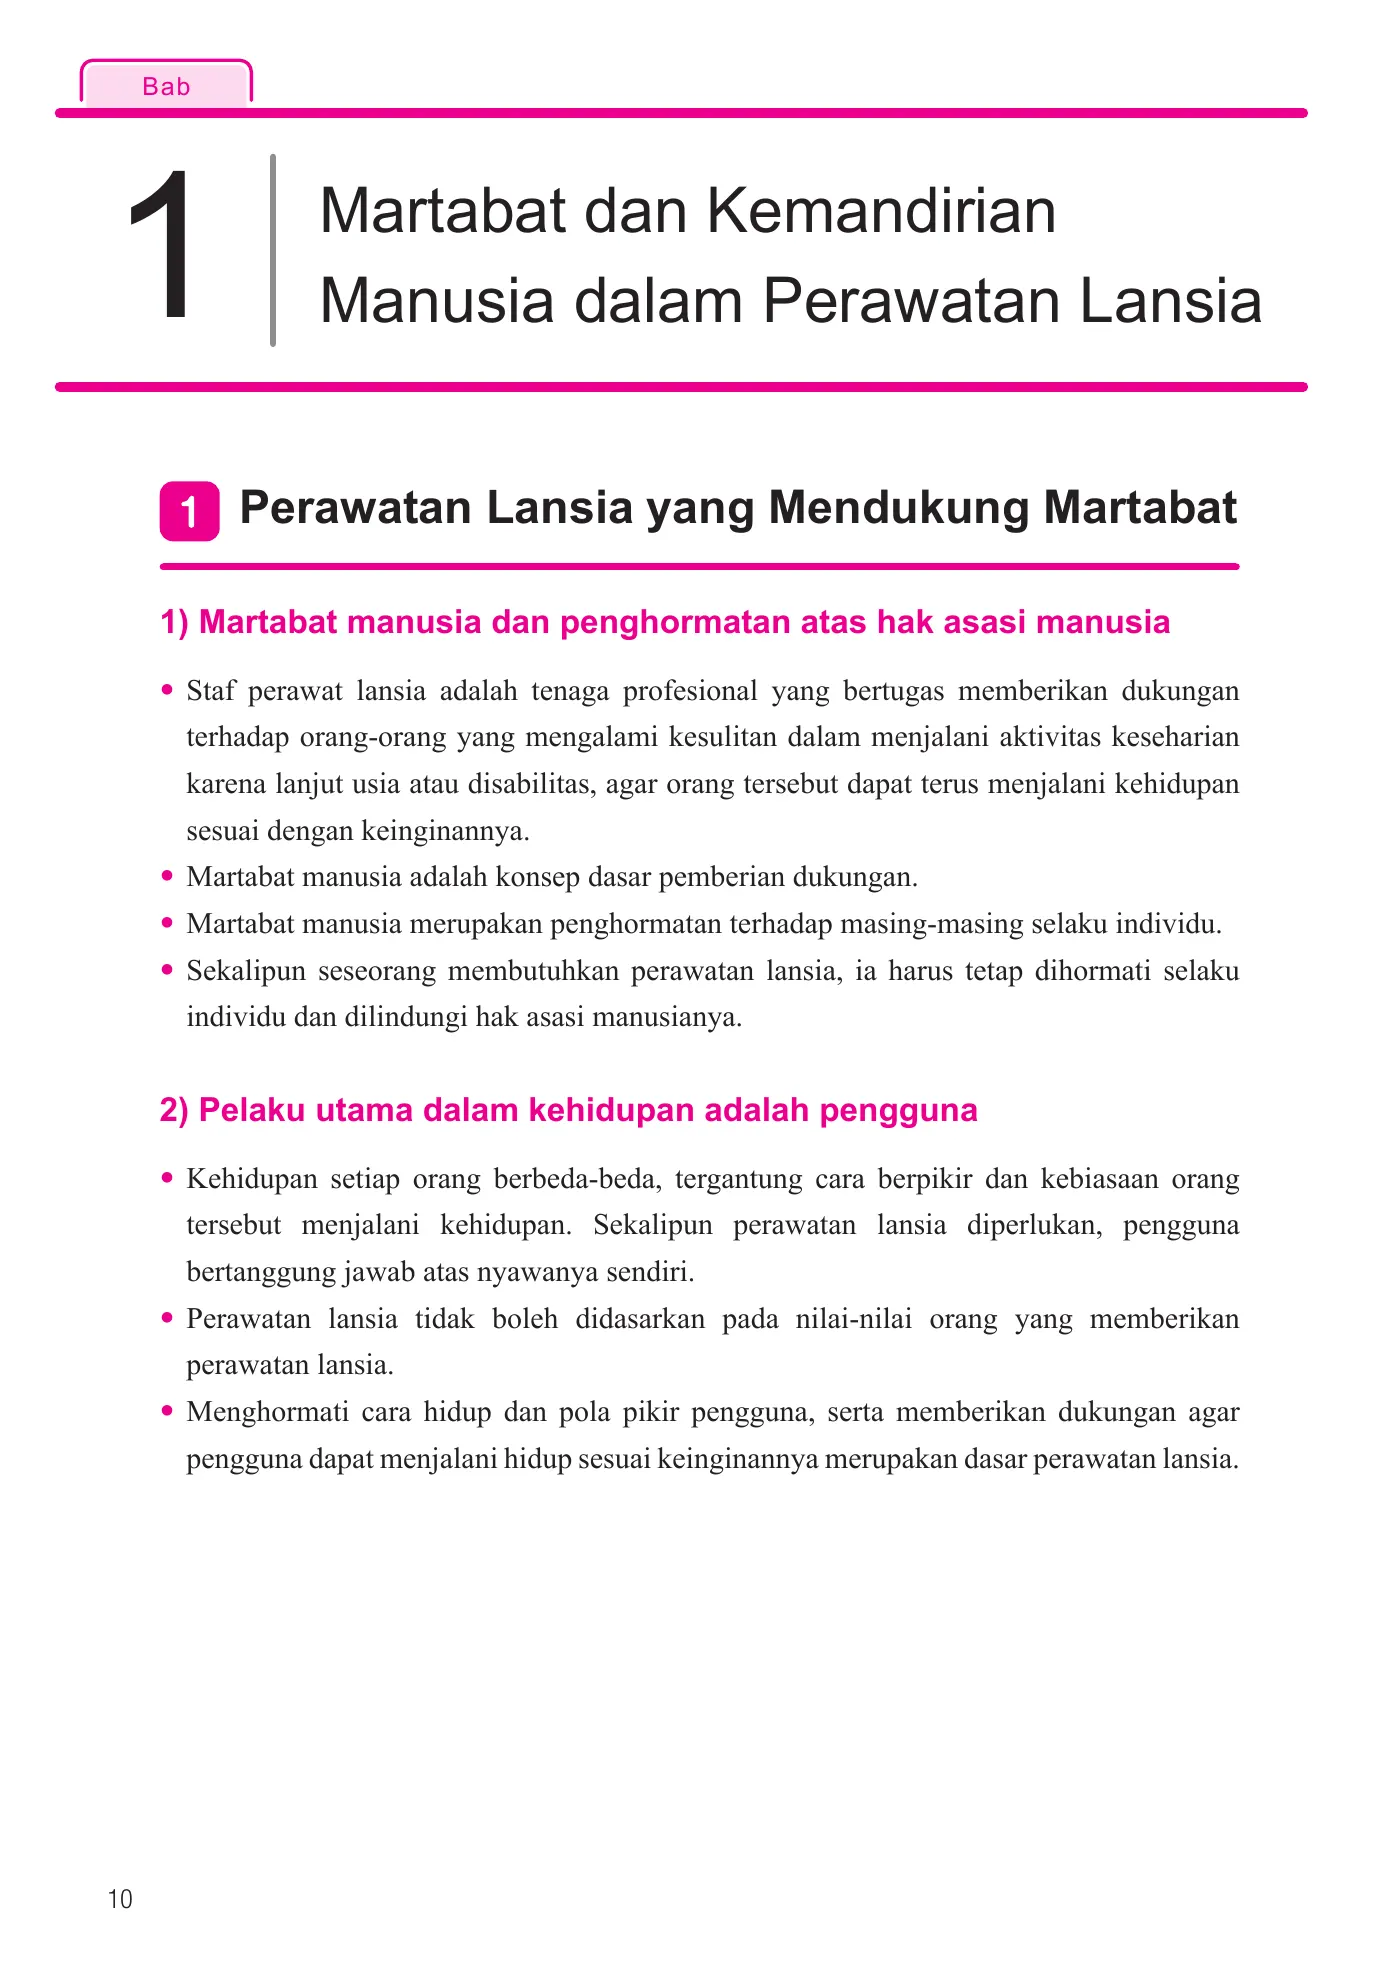 Bab
1
Martabat dan Kemandirian
Manusia dalam Perawatan Lansia
1 Perawatan Lansia yang Mendukung Martabat
1) Martabat manusia dan penghormatan atas hak asasi manusia
• Staf perawat lansia adalah tenaga profesional yang bertugas memberikan dukungan
terhadap orang-orang yang mengalami kesulitan dalam menjalani aktivitas keseharian
karena lanjut usia atau disabilitas, agar orang tersebut dapat terus menjalani kehidupan
sesuai dengan keinginannya.
• Martabat manusia adalah konsep dasar pemberian dukungan.
• Martabat manusia merupakan penghormatan terhadap masing-masing selaku individu.
• Sekalipun seseorang membutuhkan perawatan lansia, ia harus tetap dihormati selaku
individu dan dilindungi hak asasi manusianya.
2) Pelaku utama dalam kehidupan adalah pengguna
• Kehidupan setiap orang berbeda-beda, tergantung cara berpikir dan kebiasaan orang
tersebut menjalani kehidupan. Sekalipun perawatan lansia diperlukan, pengguna
bertanggung jawab atas nyawanya sendiri.
• Perawatan lansia tidak boleh didasarkan pada nilai-nilai orang yang memberikan
perawatan lansia.
• Menghormati cara hidup dan pola pikir pengguna, serta memberikan dukungan agar
pengguna dapat menjalani hidup sesuai keinginannya merupakan dasar perawatan lansia.
10